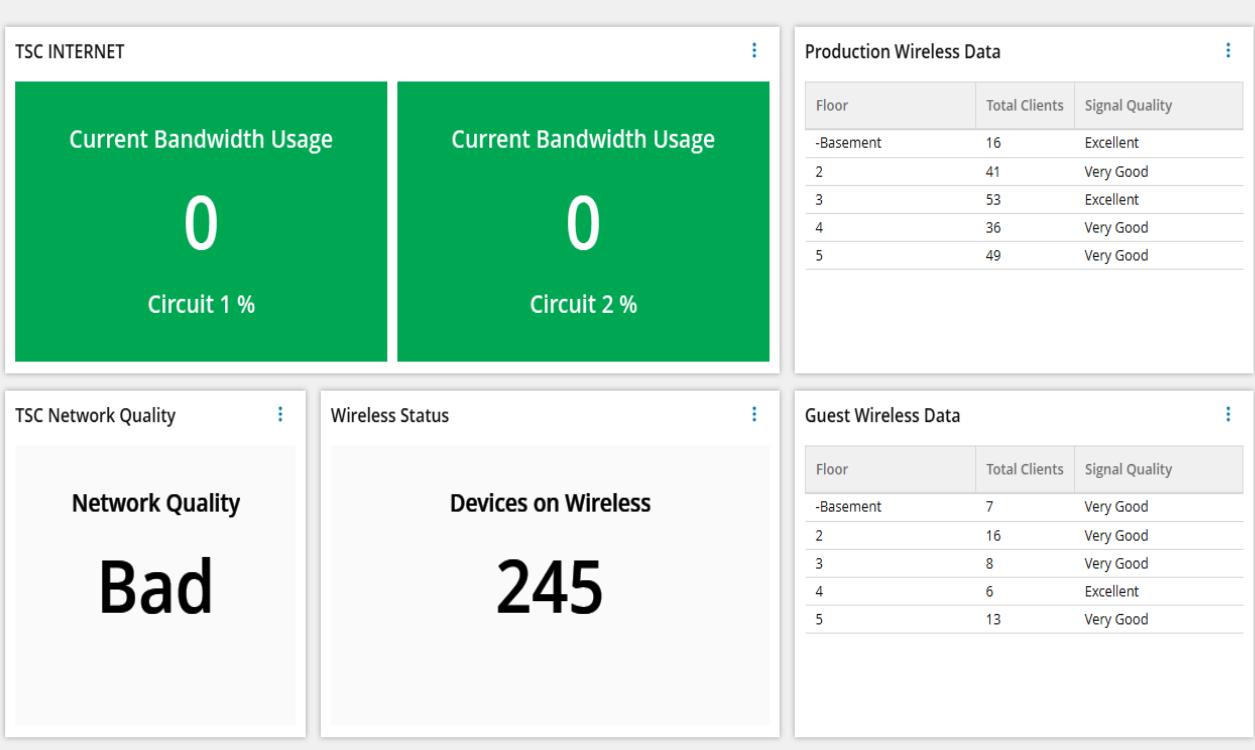 TSC INTERNET
Current Bandwidth Usage
0
Circuit 1 %
Current Bandwidth Usage
0
Circuit 2 %
Production Wireless Data
Floor Total Clients Signal Quality
-Basement 16 Excellent
2 41 Very Good
3 53 Excellent
4 36 Very Good
5 49 Very Good
TSC Network Quality
Network Quality
Bad
Wireless Status
Devices on Wireless
245
Guest Wireless Data
Floor Total Clients Signal Quality
-Basement 7 Very Good
2 16 Very Good
3 8 Very Good
4 6 Excellent
5 13 Very Good